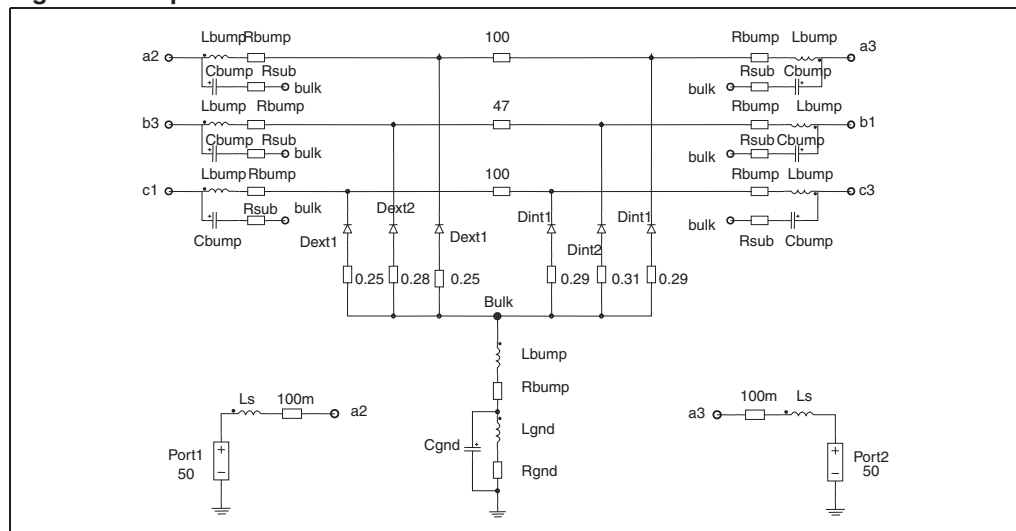 Lbump Rbump 100 Rbump Lbump
a2 a3
Cbump Rsub Rsub Cbump
bulk bulk
Lbump Rbump 47 Rbump Lbump
b3 b1
Cbump Rsub Rsub Cbump
bulk bulk
Rbump 100 Rbump
Lbump Lbump
c1 c3
Rsub bulk Dext2 Dint1 Dint1 bulk
Cbump Dext1 Dext1 Dint2 Rsub Cbump
0.25 0.28 0.25 0.29 0.31 0.29
Bulk
Lbump
Rbump
Ls 100m a2 a3 100m Ls
Lgnd
Cgnd
Port1 Rgnd Port2
50 50